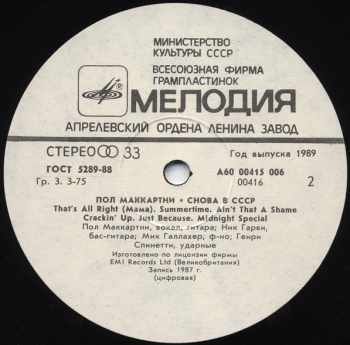 МИНИСТЕРСТВО
КУЛЬТУРЫ СССР
ВСЕСОЮЗНАЯ ФИРМА
ГРАМПЛАСТИНОК
МЕЛОДИЯ
АПРЕЛЕВСКИЙ ОРДЕНА ЛЕНИНА ЗАВОД
СТЕРЕО 33
Год выпуска 1989
ГОСТ 5289-88
А60 00415 006
Гр. 3. 3-75
00416
2
ПОЛ МАККАРТНИ • СНОВА В СССР
That's All Right (Мама). Summertime. Ain't That A Shame
Crackin' Up. Just Because. Midnight Special
Пол Маккартни, вокал, гитара; Ник Гарви,
бас-гитара; Мик Галлахер, ф-но; Генри
Спинетти, ударные
Изготовлено по лицензии фирмы
EMI Records Ltd (Великобритания)
Запись 1987 г.
(цифровая)